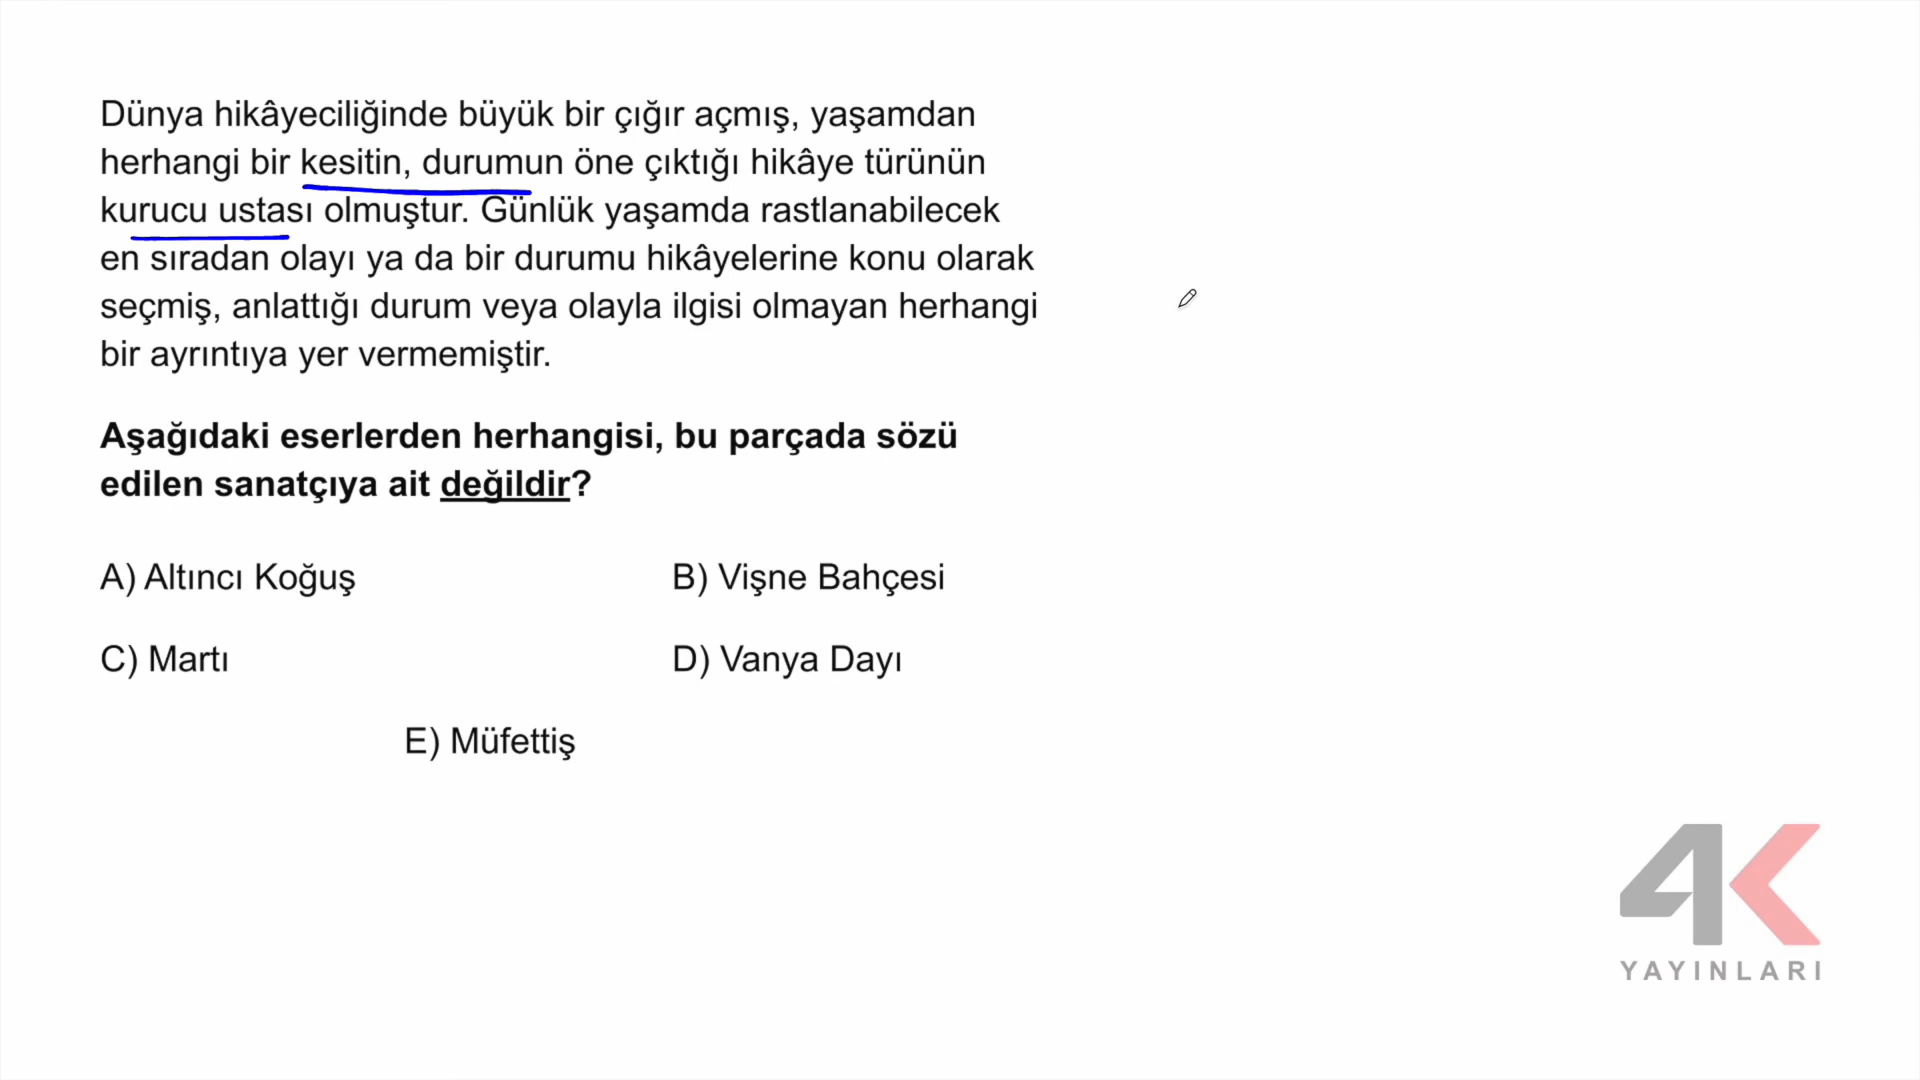 Dünya hikâyeciliğinde büyük bir çığır açmış, yaşamdan
herhangi bir kesitin, durumun öne çıktığı hikâye türünün
kurucu ustası olmuştur. Günlük yaşamda rastlanabilecek
en sıradan olayı ya da bir durumu hikâyelerine konu olarak
seçmiş, anlattığı durum veya olayla ilgisi olmayan herhangi
bir ayrıntıya yer vermemiştir.
Aşağıdaki eserlerden herhangisi, bu parçada sözü
edilen sanatçıya ait değildir?
A) Altıncı Koğuş
B) Vişne Bahçesi
C) Martı
D) Vanya Dayı
E) Müfettiş
4K
YAYINLARI